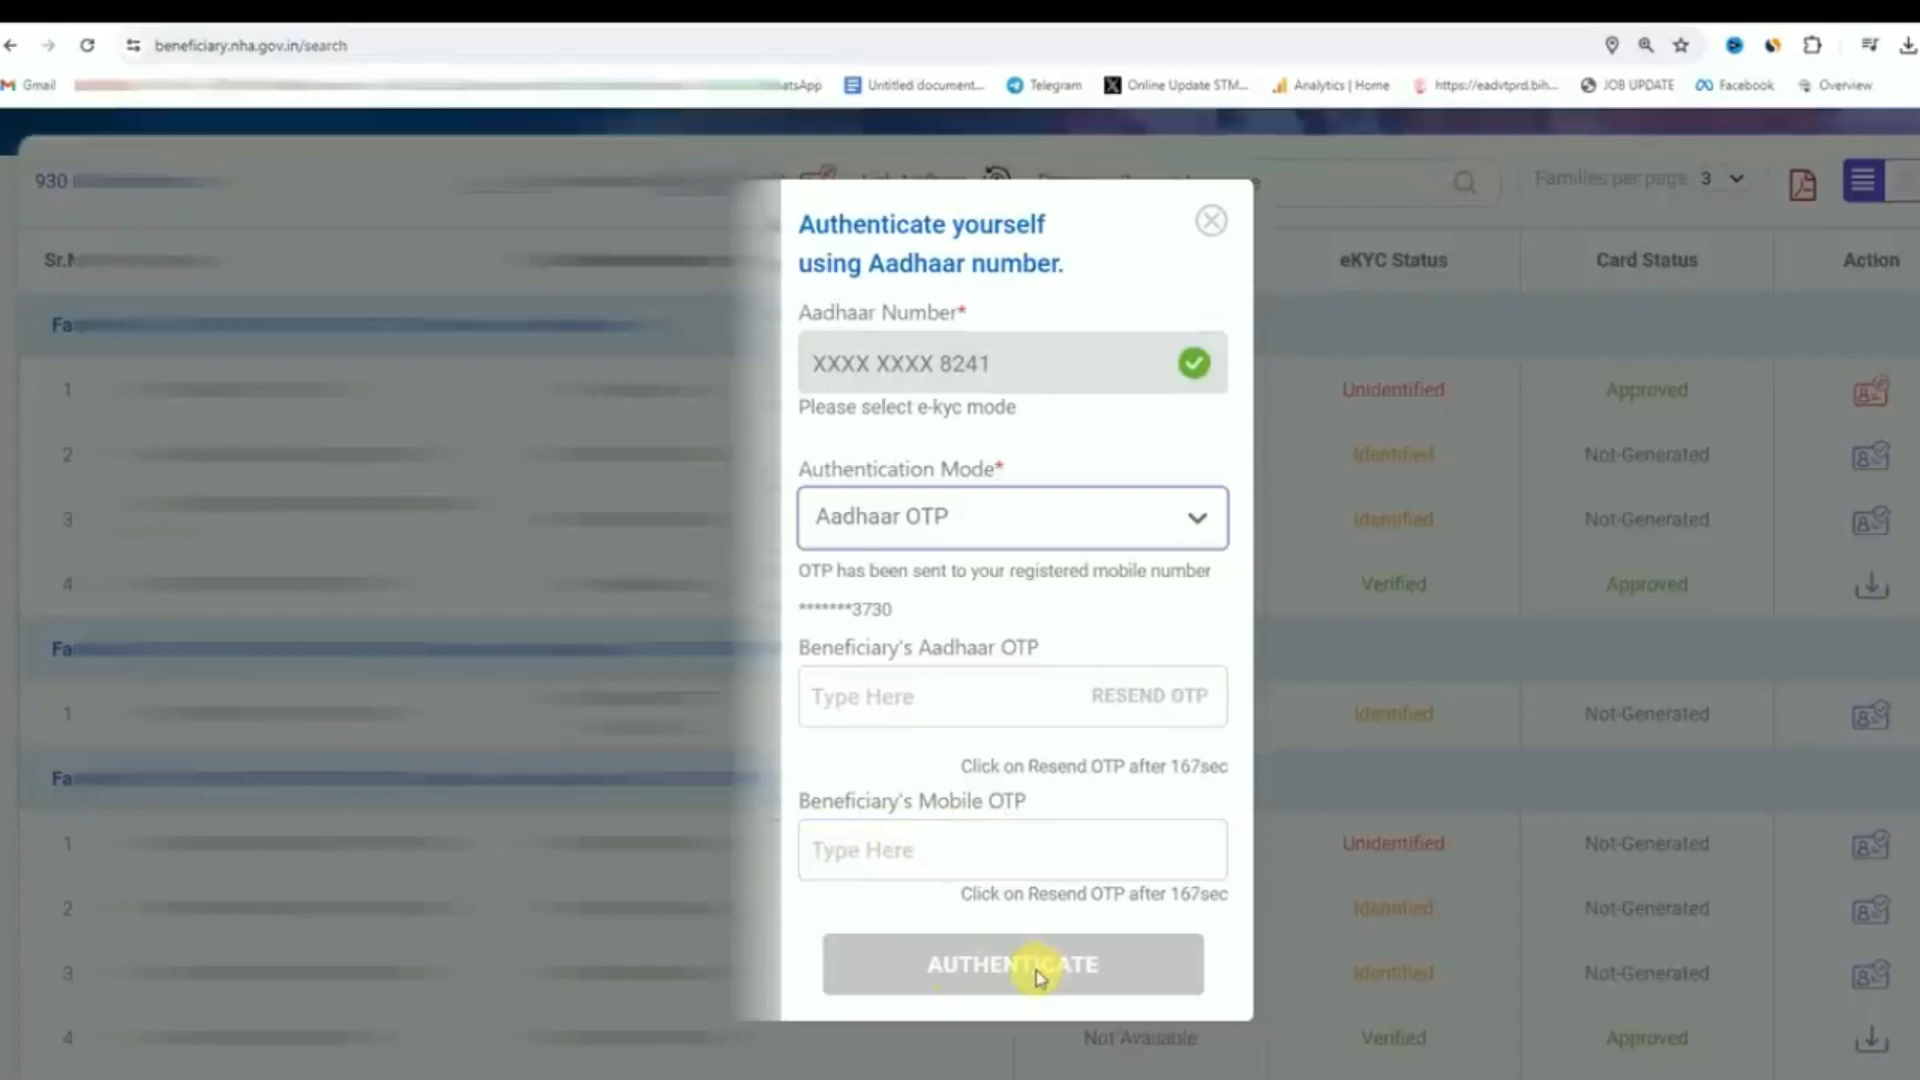 beneficiary.nha.gov.in/search
Gmail
atsApp
Untitled document...
Telegram
Online Update STM...
Analytics | Home
https://eadvtprd.bih...
JOB UPDATE
Facebook
Overview
930
Families per page 3
Sr.N
eKYC Status
Card Status
Action
Authenticate yourself
using Aadhaar number.
Aadhaar Number*
XXXX XXXX 8241
Please select e-kyc mode
Authentication Mode*
Aadhaar OTP
OTP has been sent to your registered mobile number
*******3730
Beneficiary's Aadhaar OTP
Type Here
RESEND OTP
Click on Resend OTP after 167sec
Beneficiary's Mobile OTP
Type Here
Click on Resend OTP after 167sec
AUTHENTICATE
Fa
1 Unidentified Approved
2 Identified Not-Generated
3 Identified Not-Generated
4 Verified Approved
Fa
1 Identified Not-Generated
Fa
1 Unidentified Not-Generated
2 Identified Not-Generated
3 Identified Not-Generated
4 Not Available Verified Approved